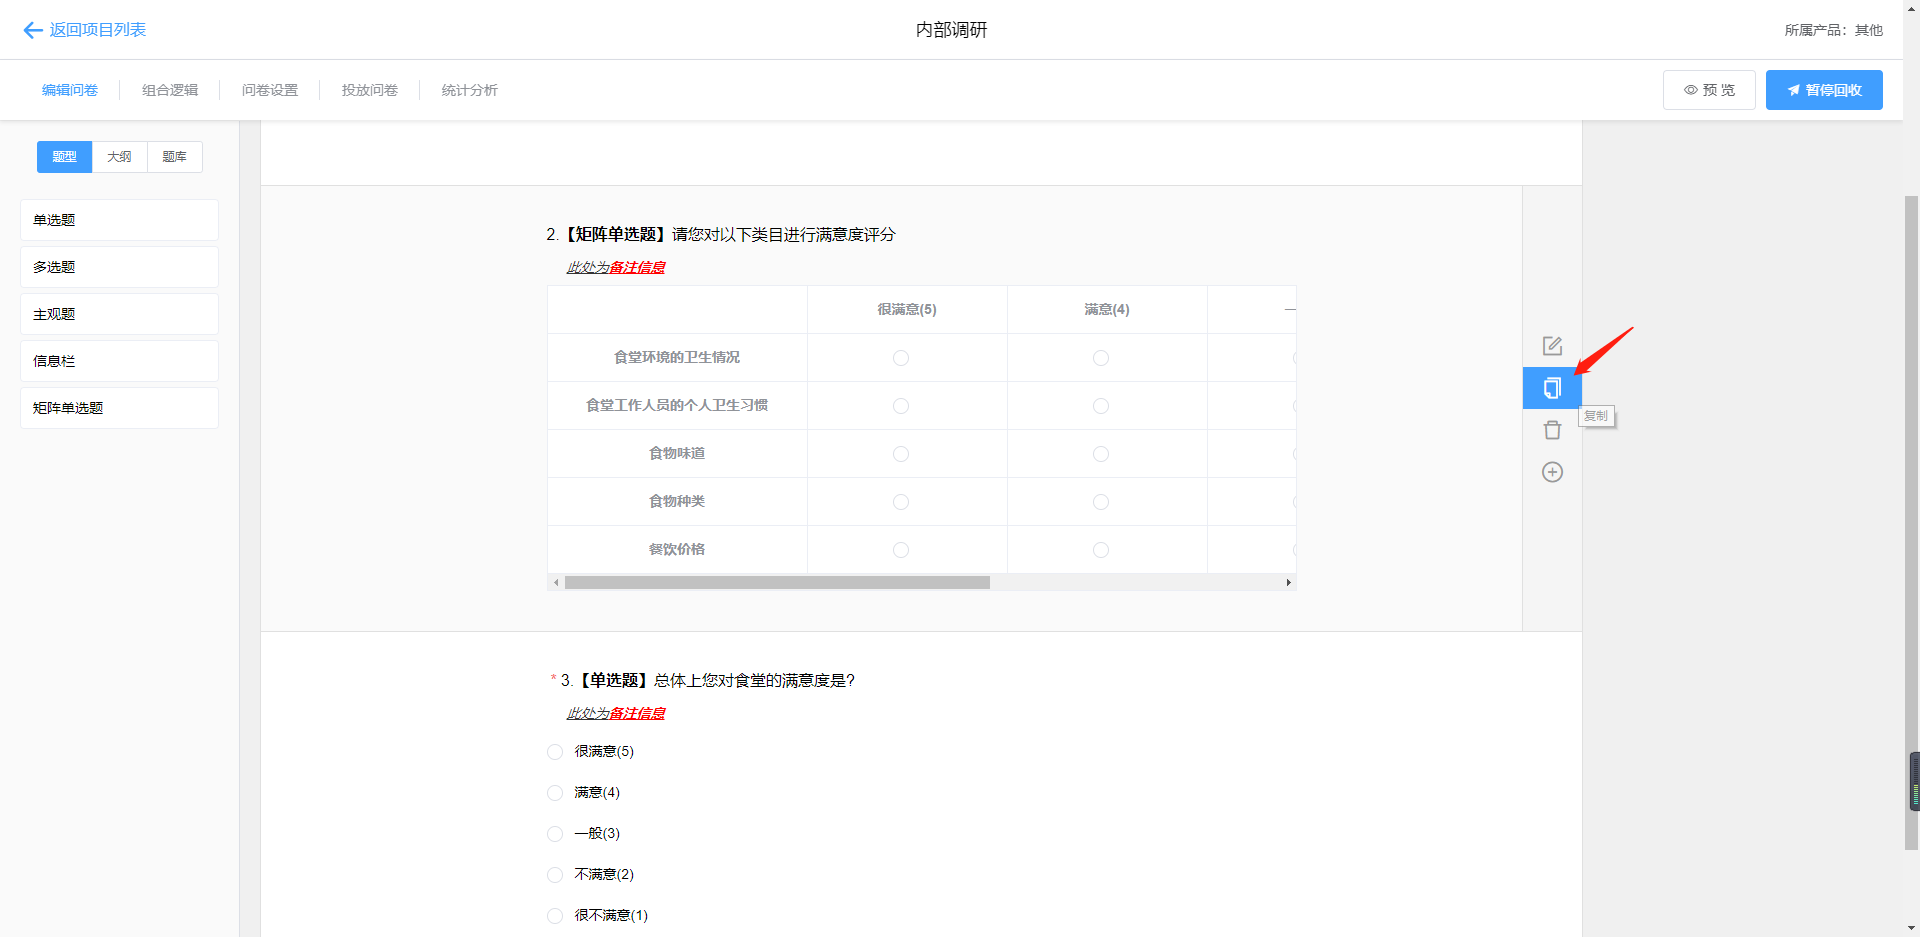 返回项目列表
内部调研
所属产品：其他
编辑问卷
组合逻辑
问卷设置
投放问卷
统计分析
预 览
暂停回收
题型
大纲
题库
单选题
多选题
主观题
信息栏
矩阵单选题
2.【矩阵单选题】请您对以下类目进行满意度评分
此处为备注信息
很满意(5)
满意(4)
食堂环境的卫生情况
食堂工作人员的个人卫生习惯
食物味道
食物种类
餐饮价格
复制
* 3.【单选题】总体上您对食堂的满意度是?
此处为备注信息
很满意(5)
满意(4)
一般(3)
不满意(2)
很不满意(1)